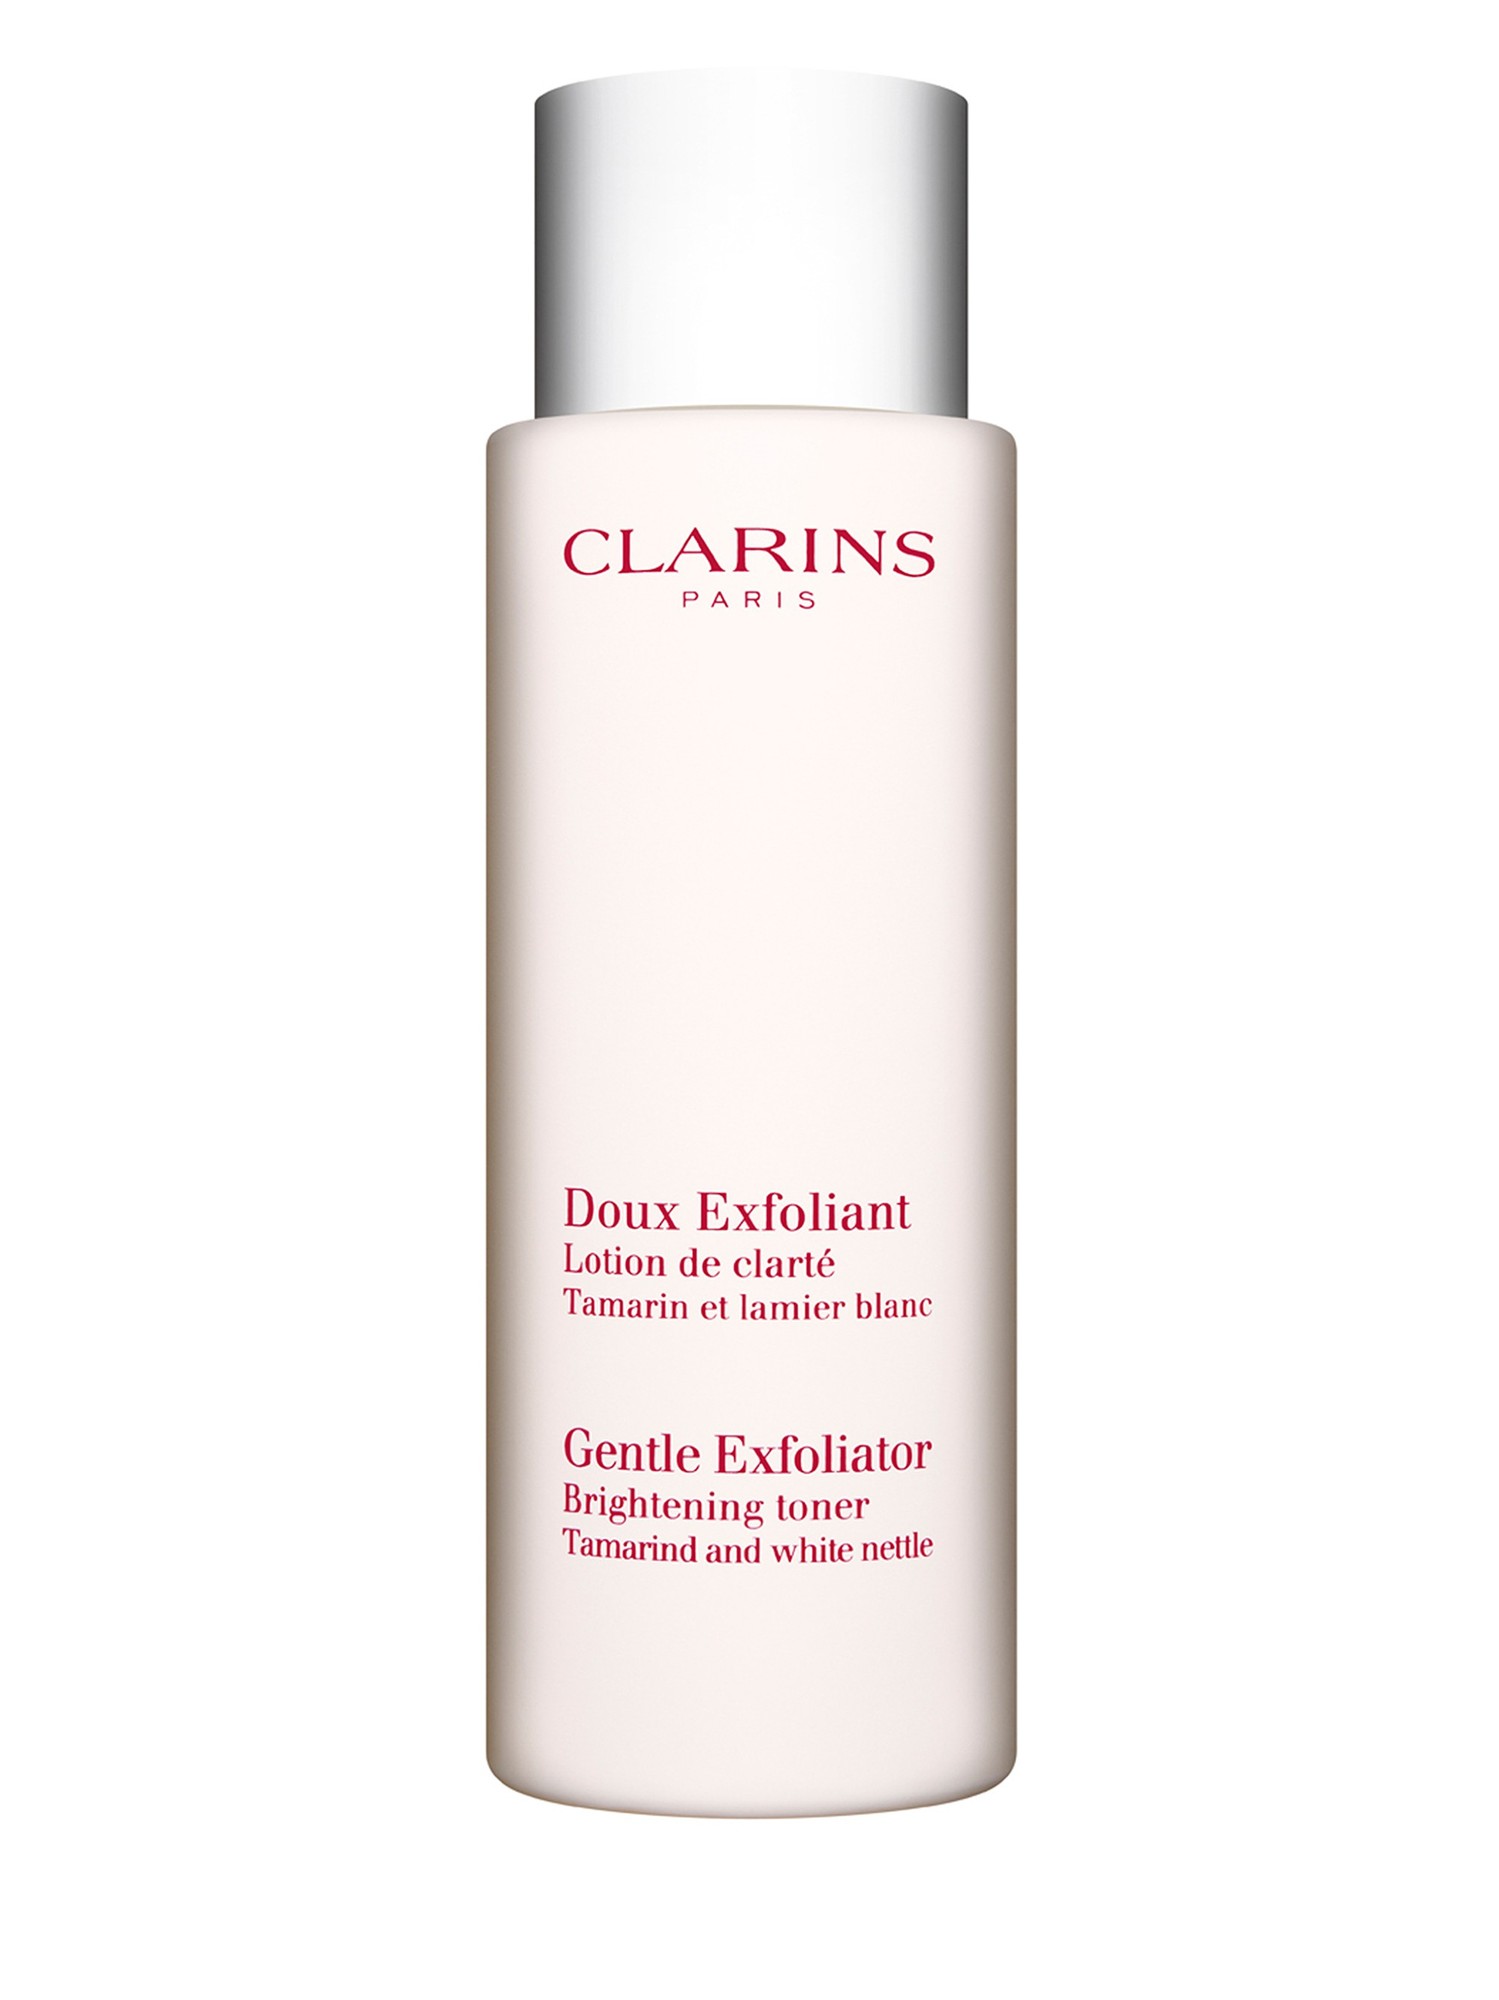 CLARINS
PARIS
Doux Exfoliant
Lotion de clarté
Tamarin et lamier blanc
Gentle Exfoliator
Brightening toner
Tamarind and white nettle